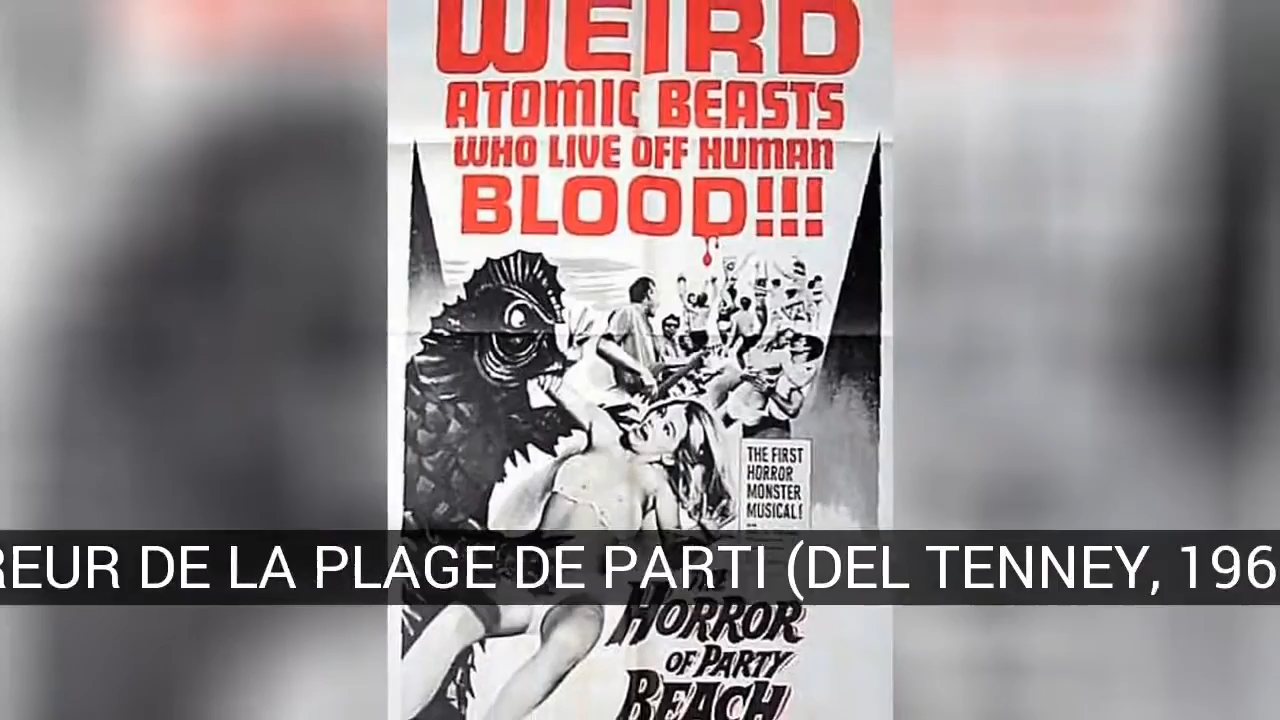 WEIRD
ATOMIC BEASTS
WHO LIVE OFF HUMAN
BLOOD!!!
THE FIRST
HORROR
MONSTER
MUSICAL!
REUR DE LA PLAGE DE PARTI (DEL TENNEY, 196
THE
HORROR
OF PARTY
BEACH